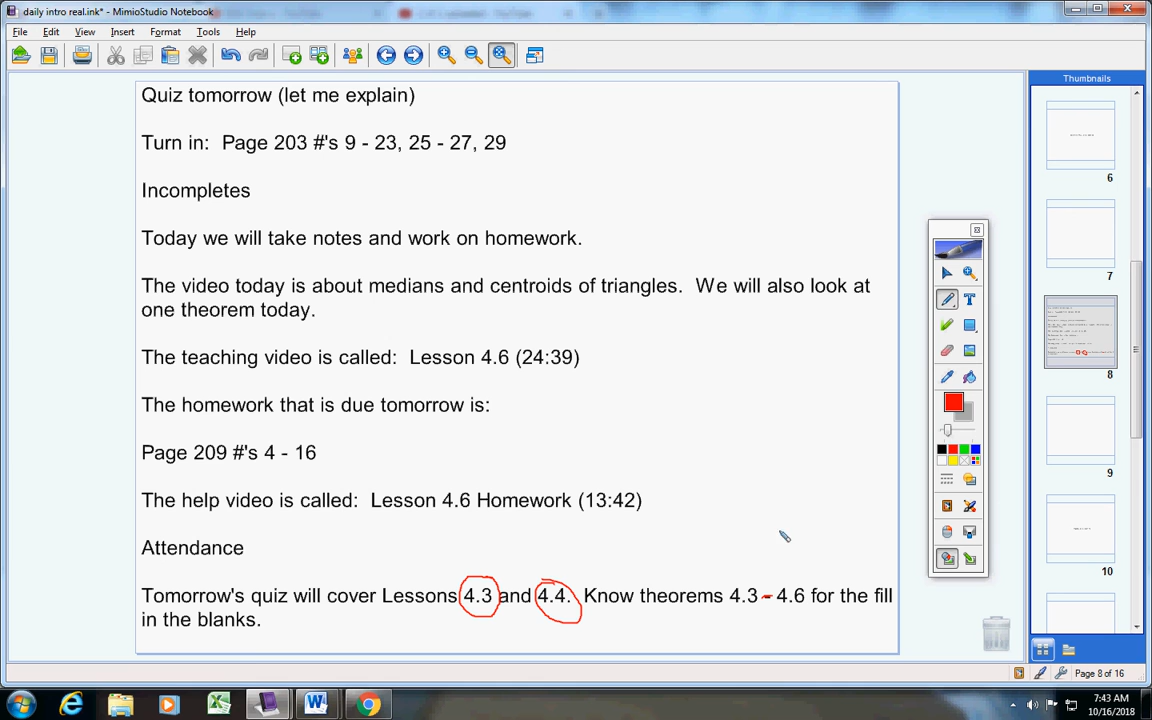 daily intro real.ink* - MimioStudio Notebook
File Edit View Insert Format Tools Help
Thumbnails
Quiz tomorrow (let me explain)
Turn in: Page 203 #'s 9 - 23, 25 - 27, 29
Incompletes
Today we will take notes and work on homework.
The video today is about medians and centroids of triangles. We will also look at
one theorem today.
The teaching video is called: Lesson 4.6 (24:39)
The homework that is due tomorrow is:
Page 209 #'s 4 - 16
The help video is called: Lesson 4.6 Homework (13:42)
Attendance
Tomorrow's quiz will cover Lessons 4.3 and 4.4. Know theorems 4.3 - 4.6 for the fill
in the blanks.
6
7
8
9
10
Page 8 of 16
7:43 AM
10/16/2018